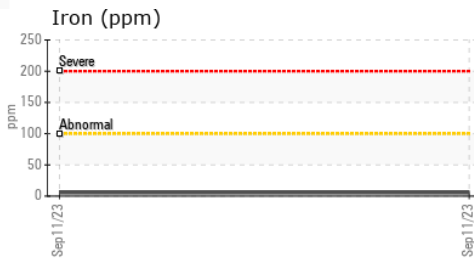 Iron (ppm)
250
Severe
200
150
ppm
Abnormal
100
50
0
Sep11/23
Sep11/23